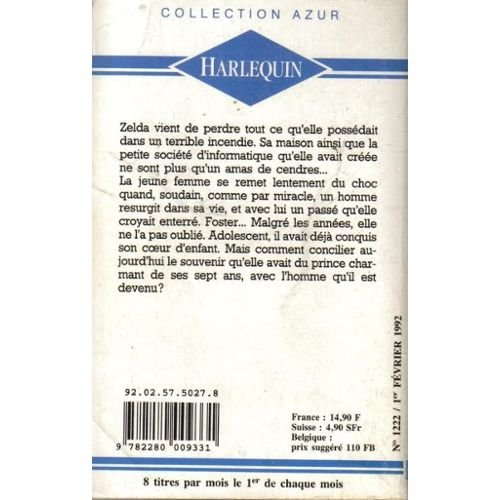 COLLECTION AZUR
HARLEQUIN
Zelda vient de perdre tout ce qu'elle possédait
dans un terrible incendie. Sa maison ainsi que la
petite société d'informatique qu'elle avait créée
ne sont plus qu'un amas de cendres...
La jeune femme se remet lentement du choc
quand, soudain, comme par miracle, un homme
resurgit dans sa vie, et avec lui un passé qu'elle
croyait enterré. Foster... Malgré les années, elle
ne l'a pas oublié. Adolescent, il avait déjà conquis
son cœur d'enfant. Mais comment concilier au-
jourd'hui le souvenir qu'elle avait du prince char-
mant de ses sept ans, avec l'homme qu'il est
devenu?
92.02.57.5027.8
9 782280 009331
France : 14,90 F
Suisse : 4,90 SFr
Belgique :
prix suggéré 110 FB
N° 1222 / 1er FÉVRIER 1992
8 titres par mois le 1er de chaque mois